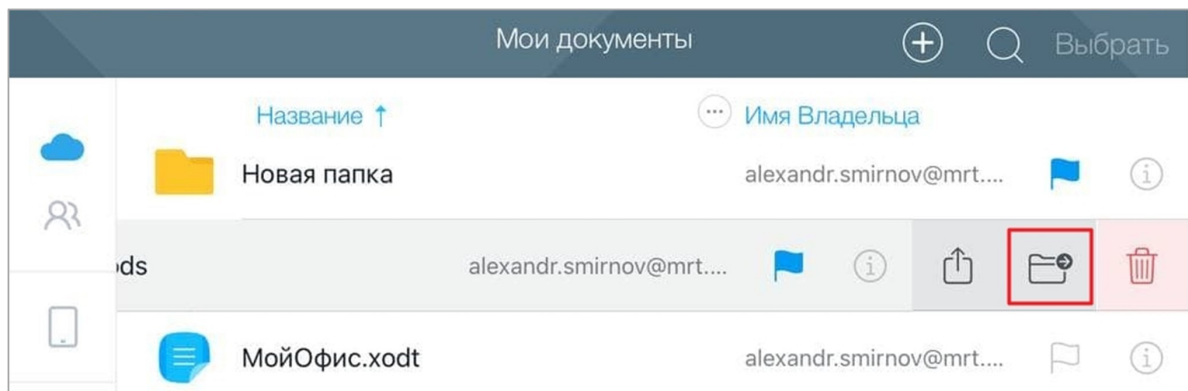 Мои документы Выбрать
Название ↑ Имя Владельца
Новая папка alexandr.smirnov@mrt....
ods alexandr.smirnov@mrt....
МойОфис.xodt alexandr.smirnov@mrt....